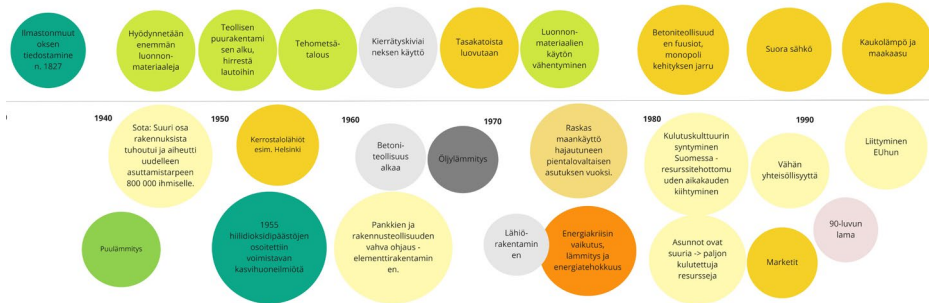 Ilmastonmuut
oksen
tiedostamine
n, 1827
Hyödynnetään
enemmän
luonnon-
materiaaleja
Teollisen
puurakentami
sen alku,
hirrestä
lautoihin
Tehometsä-
talous
Kierrätyskiviai
neksen käyttö
Tasakatoista
luovutaan
Luonnon-
materiaalien
käytön
vähentyminen
Betoniteollisuud
en fuusiot,
monopoli
kehityksen jarru
Suora sähkö
Kaukolämpö ja
maakaasu
1940
1950
1960
1970
1980
1990
Sota: Suuri osa
rakennuksista
tuhoutui ja aiheutti
uudelleen
asuttamistarpeen
800 000 ihmiselle.
Kerrostalolähiöt
esim. Helsinki
Betoni-
teollisuus
alkaa
Öljylämmitys
Raskas
maankäyttö
hajautuneen
pientalovaltaisen
asutuksen vuoksi.
Kulutuskulttuurin
syntyminen
Suomessa -
resurssitehottomu
uden aikakauden
kiihtyminen
Vähän
yhteisöllisyyttä
Liittyminen
EUhun
Puulämmitys
1955
hillidioksidipäästöjen
osoitettiin
voimistavan
kasvihuoneilmiötä
Pankkien ja
rakennusteollisuuden
vahva ohjaus -
elementtirakentamin
en.
Lähiö-
rakentamin
en
Energiakriisin
vaikutus,
lämmitys ja
energiatehokkuus
Asunnot ovat
suuria -> paljon
kulutettuja
resursseja
Marketit
90-luvun
lama